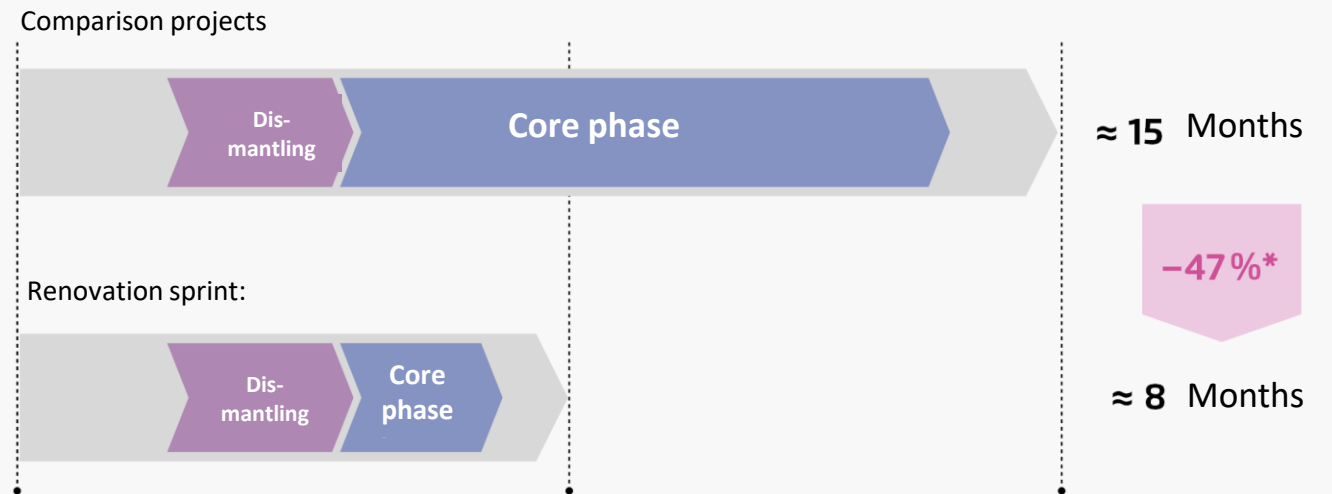 Comparison projects
Dis-
mantling
Core phase
≈ 15 Months
–47 %*
Renovation sprint:
Dis-
mantling
Core
phase
≈ 8 Months